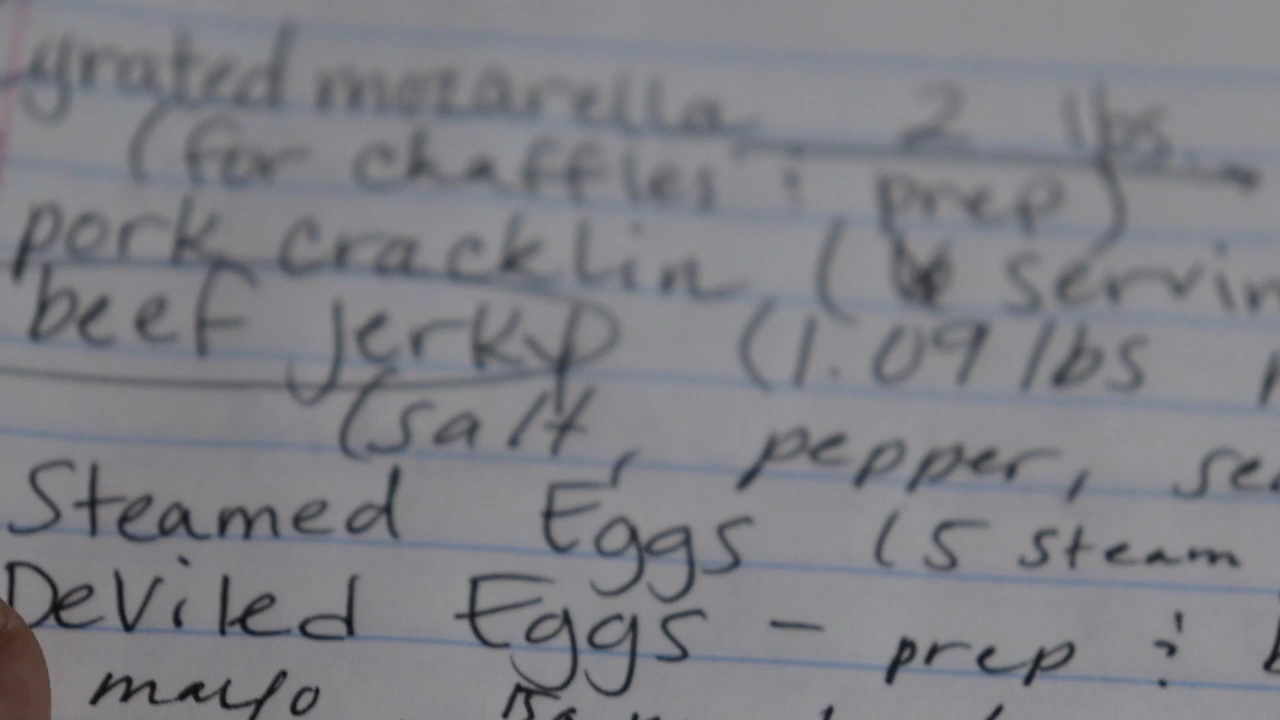 grated mozarella 2 lbs.
(for chaffles : prep)
pork cracklin (servin
beef jerky (1.09 lbs
(salt, pepper, se
Steamed Eggs (5 steam
Deviled Eggs - prep :
mayo